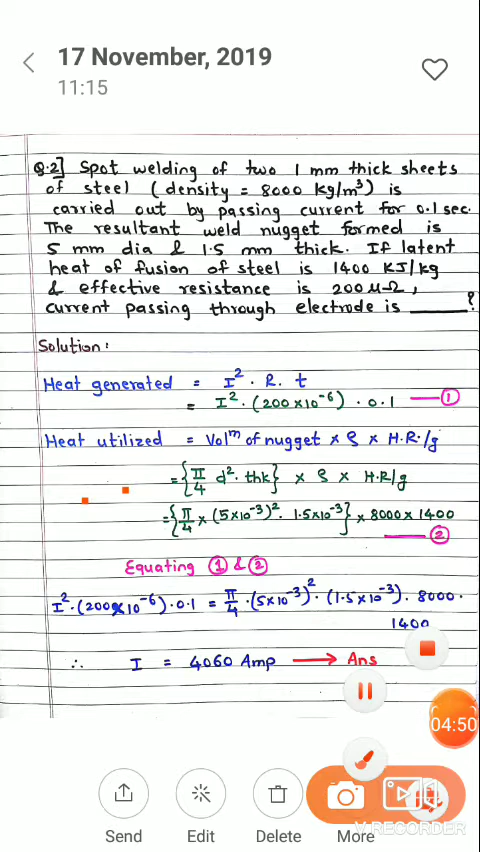 17 November, 2019
11:15
Q.2] Spot welding of two 1 mm thick sheets
of steel (density = 8000 kg/m³) is
carried out by passing current for 0.1 sec.
The resultant weld nugget formed is
5 mm dia & 1.5 mm thick. If latent
heat of fusion of steel is 1400 KJ/kg
& effective resistance is 200 μΩ,
current passing through electrode is ______?
Solution:
Heat generated = I² · R. t
= I² · (200×10⁻⁶) · 0.1 —— ①
Heat utilized = Volᵐ of nugget × ρ × H.R./g
= {π/4 d² · thk} × ρ × H.R/g
= {π/4 × (5×10⁻³)² · 1.5×10⁻³} × 8000 × 1400
—— ②
Equating ① & ②
I² · (200×10⁻⁶) · 0.1 = π/4 · (5×10⁻³)² · (1.5×10⁻³) · 8000 ·
1400
∴ I = 4060 Amp ⟶ Ans
04:50
Send Edit Delete More
V RECORDER